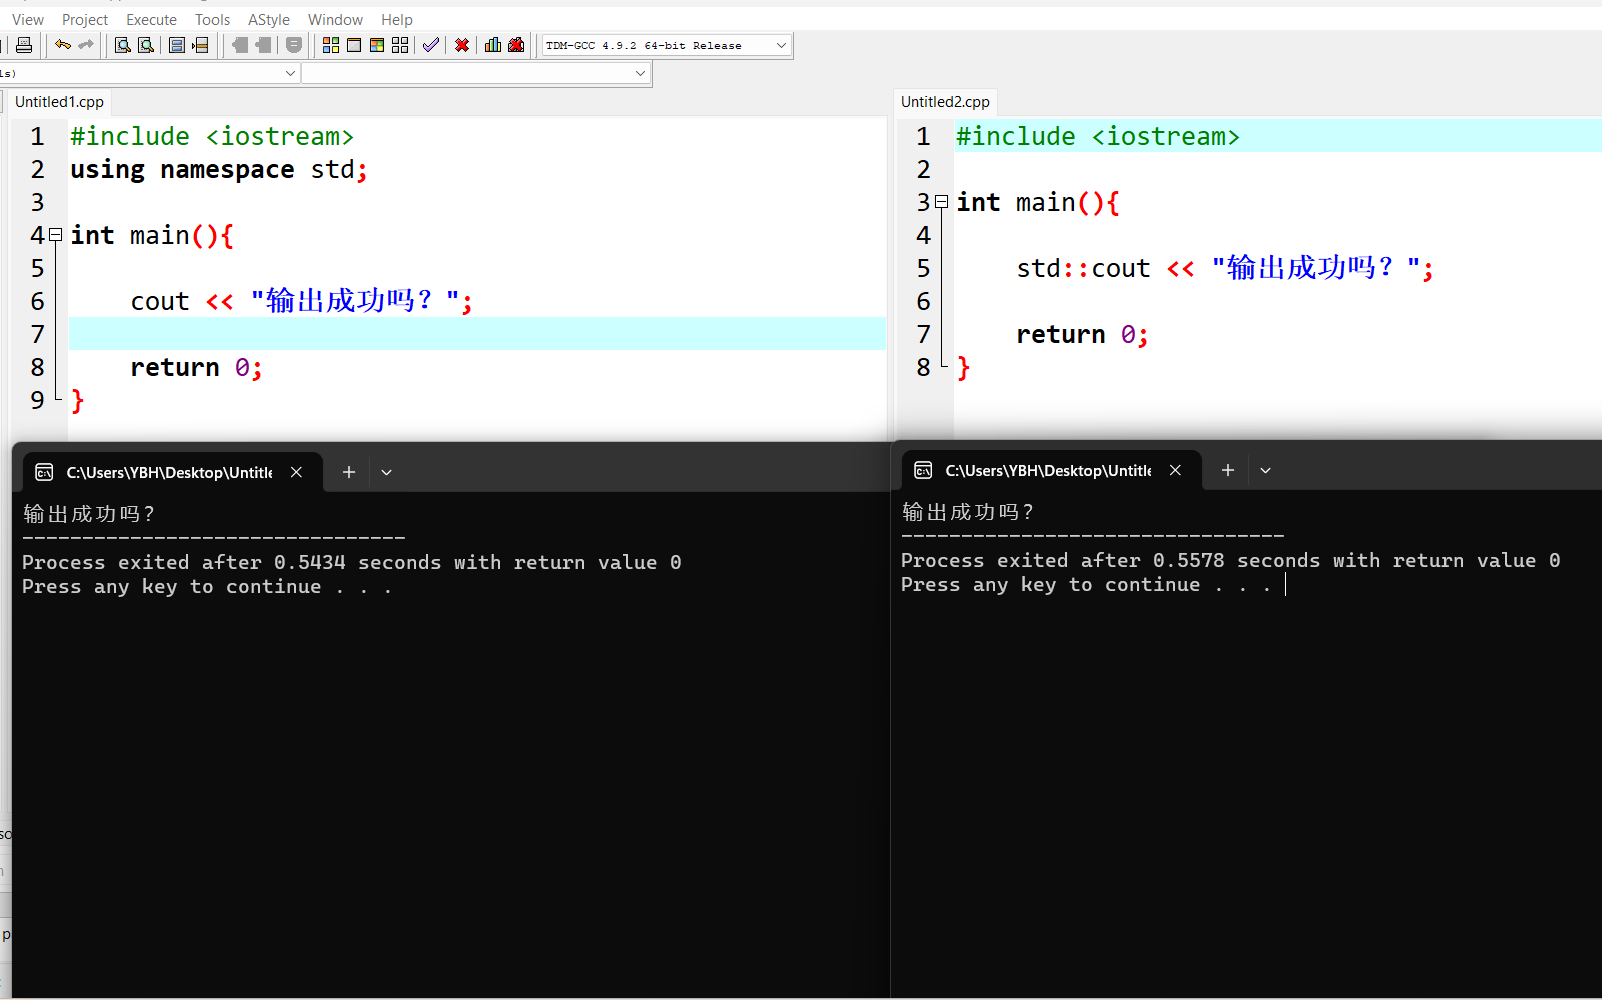 View Project Execute Tools AStyle Window Help
TDM-GCC 4.9.2 64-bit Release
Untitled1.cpp
1 #include <iostream>
2 using namespace std;
3
4 int main(){
5
6 cout << "输出成功吗？";
7
8 return 0;
9 }
Untitled2.cpp
1 #include <iostream>
2
3 int main(){
4
5 std::cout << "输出成功吗？";
6
7 return 0;
8 }
C:\Users\YBH\Desktop\Untitle
输出成功吗？
--------------------------------
Process exited after 0.5434 seconds with return value 0
Press any key to continue . . .
C:\Users\YBH\Desktop\Untitle
输出成功吗？
--------------------------------
Process exited after 0.5578 seconds with return value 0
Press any key to continue . . .